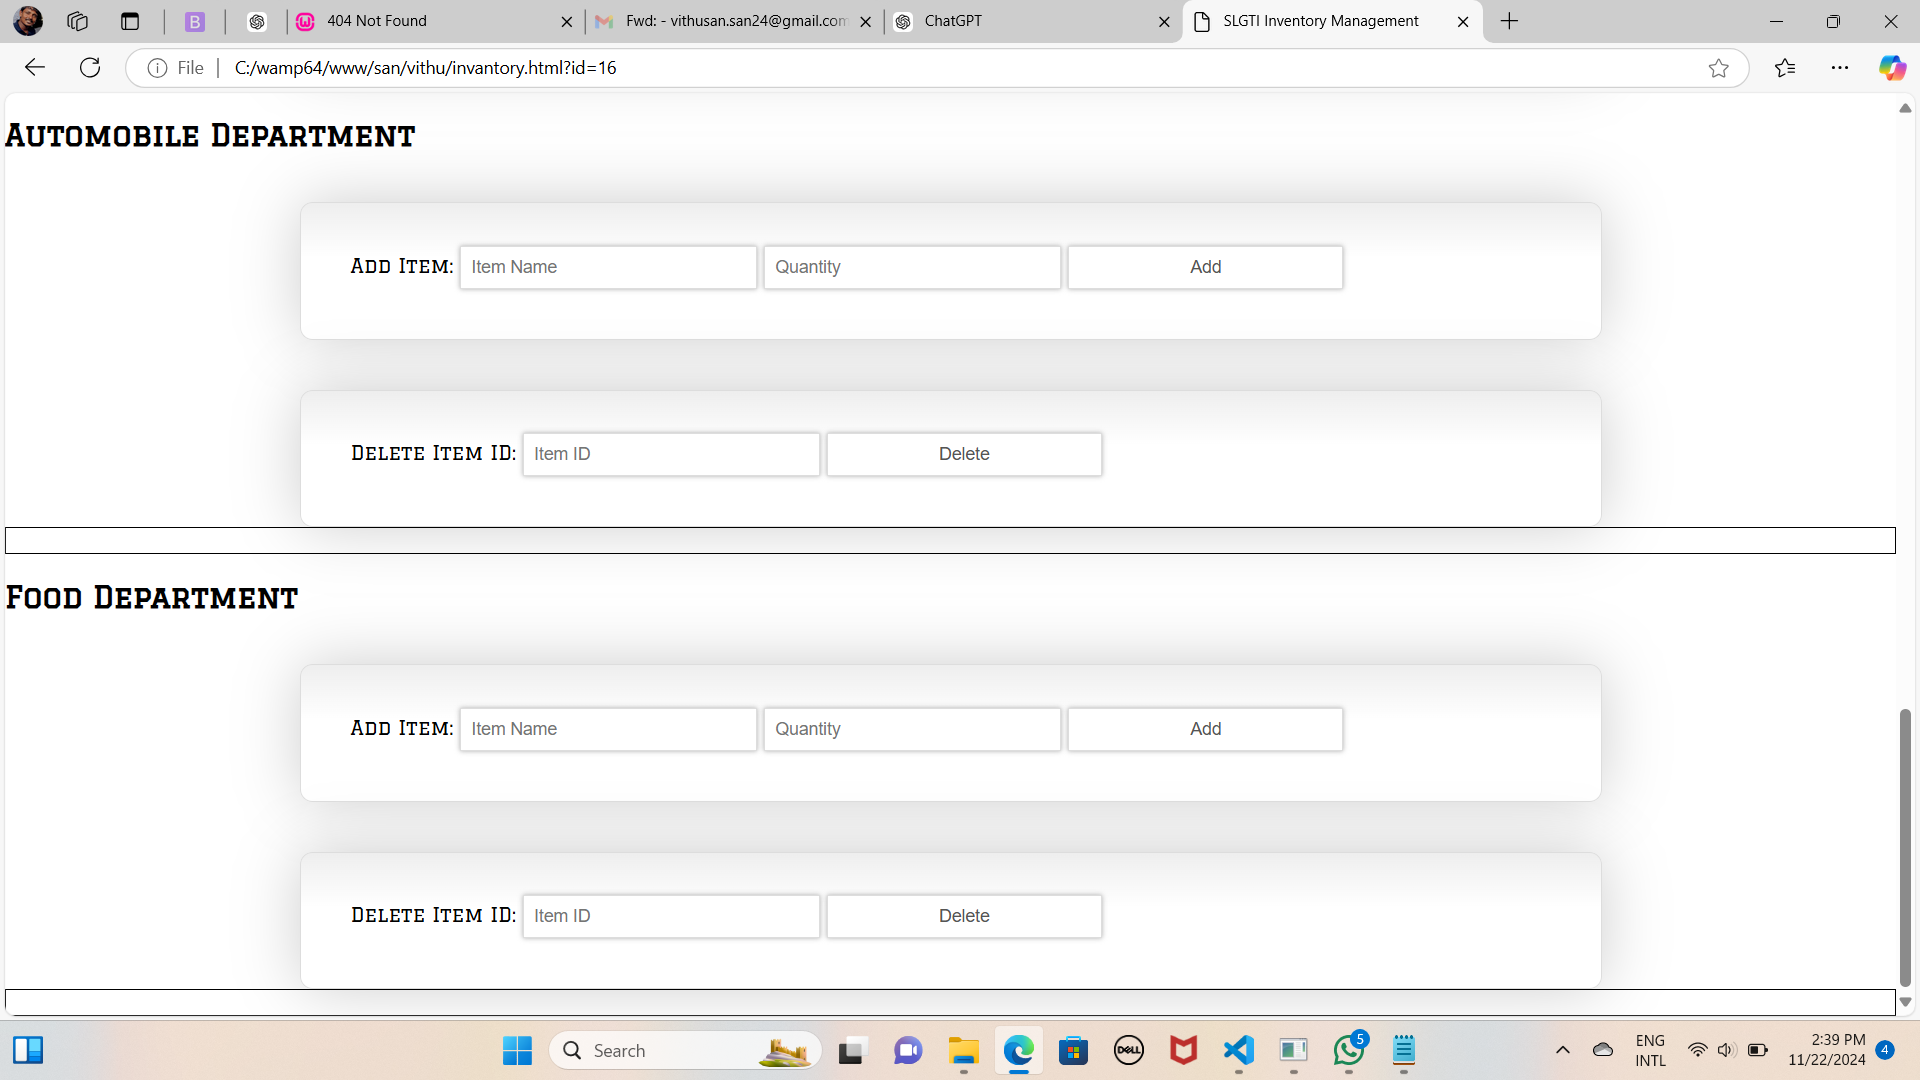 B
404 Not Found
Fwd: - vithusan.san24@gmail.com
ChatGPT
SLGTI Inventory Management
File
C:/wamp64/www/san/vithu/invantory.html?id=16
Automobile Department
Add Item: Item Name Quantity Add
Delete Item ID: Item ID Delete
Food Department
Add Item: Item Name Quantity Add
Delete Item ID: Item ID Delete
Search
DELL
5
ENG
INTL
2:39 PM
11/22/2024
4